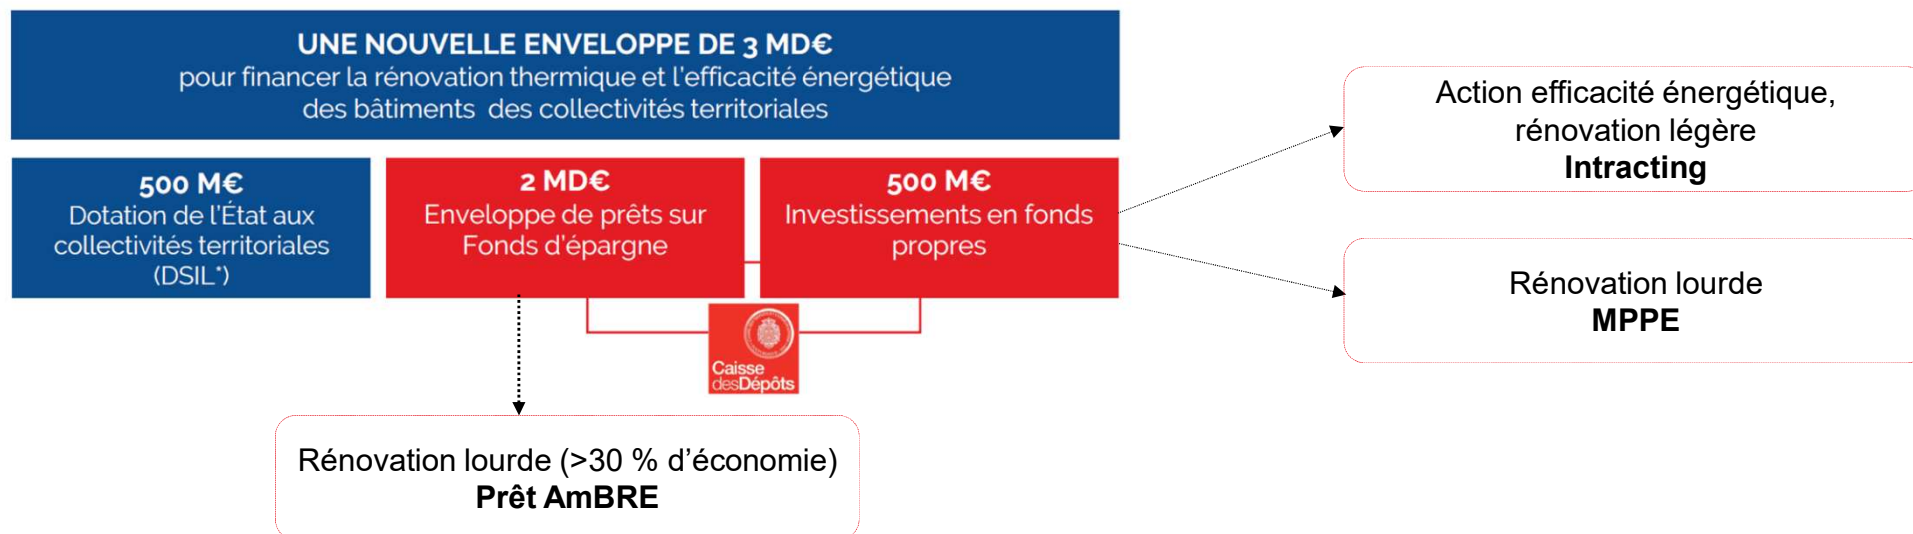 UNE NOUVELLE ENVELOPPE DE 3 MD€
pour financer la rénovation thermique et l'efficacité énergétique
des bâtiments des collectivités territoriales
500 M€
Dotation de l'État aux
collectivités territoriales
(DSIL*)
2 MD€
Enveloppe de prêts sur
Fonds d'épargne
500 M€
Investissements en fonds
propres
Caisse
desDépôts
Action efficacité énergétique,
rénovation légère
Intracting
Rénovation lourde
MPPE
Rénovation lourde (>30 % d’économie)
Prêt AmBRE